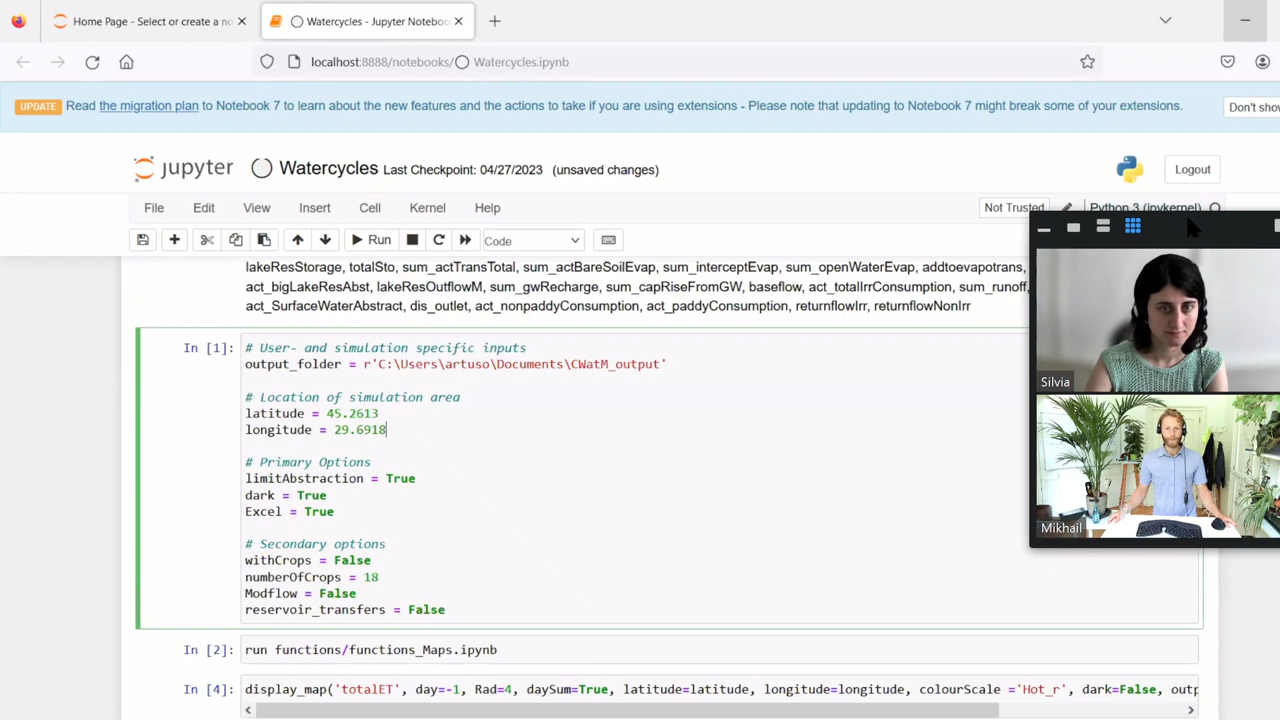 Home Page - Select or create a no
Watercycles - Jupyter Noteboo
localhost:8888/notebooks/ Watercycles.ipynb
UPDATE Read the migration plan to Notebook 7 to learn about the new features and the actions to take if you are using extensions - Please note that updating to Notebook 7 might break some of your extensions.
Don't show
jupyter Watercycles Last Checkpoint: 04/27/2023 (unsaved changes)
Logout
File Edit View Insert Cell Kernel Help
Not Trusted Python 3 (ipykernel)
Run Code
lakeResStorage, totalSto, sum_actTransTotal, sum_actBareSoilEvap, sum_interceptEvap, sum_openWaterEvap, addtoevapotrans,
act_bigLakeResAbst, lakeResOutflowM, sum_gwRecharge, sum_capRiseFromGW, baseflow, act_totalIrrConsumption, sum_runoff,
act_SurfaceWaterAbstract, dis_outlet, act_nonpaddyConsumption, act_paddyConsumption, returnflowIrr, returnflowNonIrr
In [1]: # User- and simulation specific inputs
output_folder = r'C:\Users\artuso\Documents\CWatM_output'
# Location of simulation area
latitude = 45.2613
longitude = 29.6918
# Primary Options
limitAbstraction = True
dark = True
Excel = True
# Secondary options
withCrops = False
numberOfCrops = 18
Modflow = False
reservoir_transfers = False
In [2]: run functions/functions_Maps.ipynb
In [4]: display_map('totalET', day=-1, Rad=4, daySum=True, latitude=latitude, longitude=longitude, colourScale ='Hot_r', dark=False, outp
Silvia
Mikhail